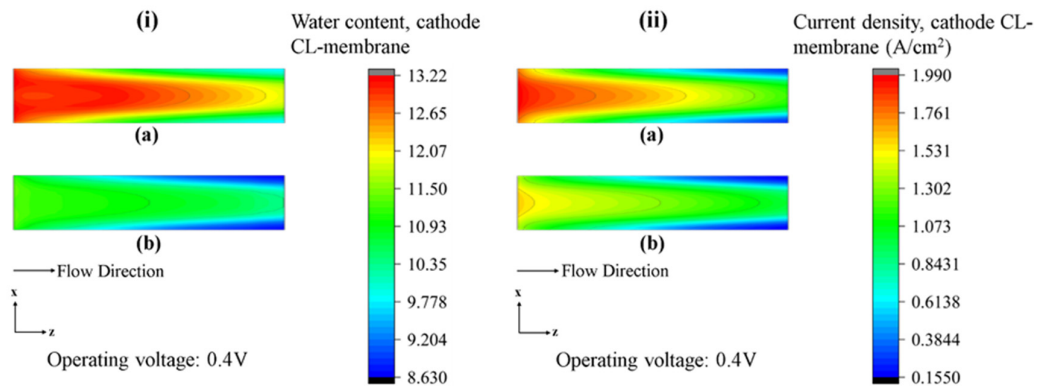 (i)
Water content, cathode
CL-membrane
13.22
12.65
12.07
11.50
10.93
10.35
9.778
9.204
8.630
(a)
(b)
Flow Direction
x
z
Operating voltage: 0.4V
(ii)
Current density, cathode CL-
membrane (A/cm²)
1.990
1.761
1.531
1.302
1.073
0.8431
0.6138
0.3844
0.1550
(a)
(b)
Flow Direction
x
z
Operating voltage: 0.4V